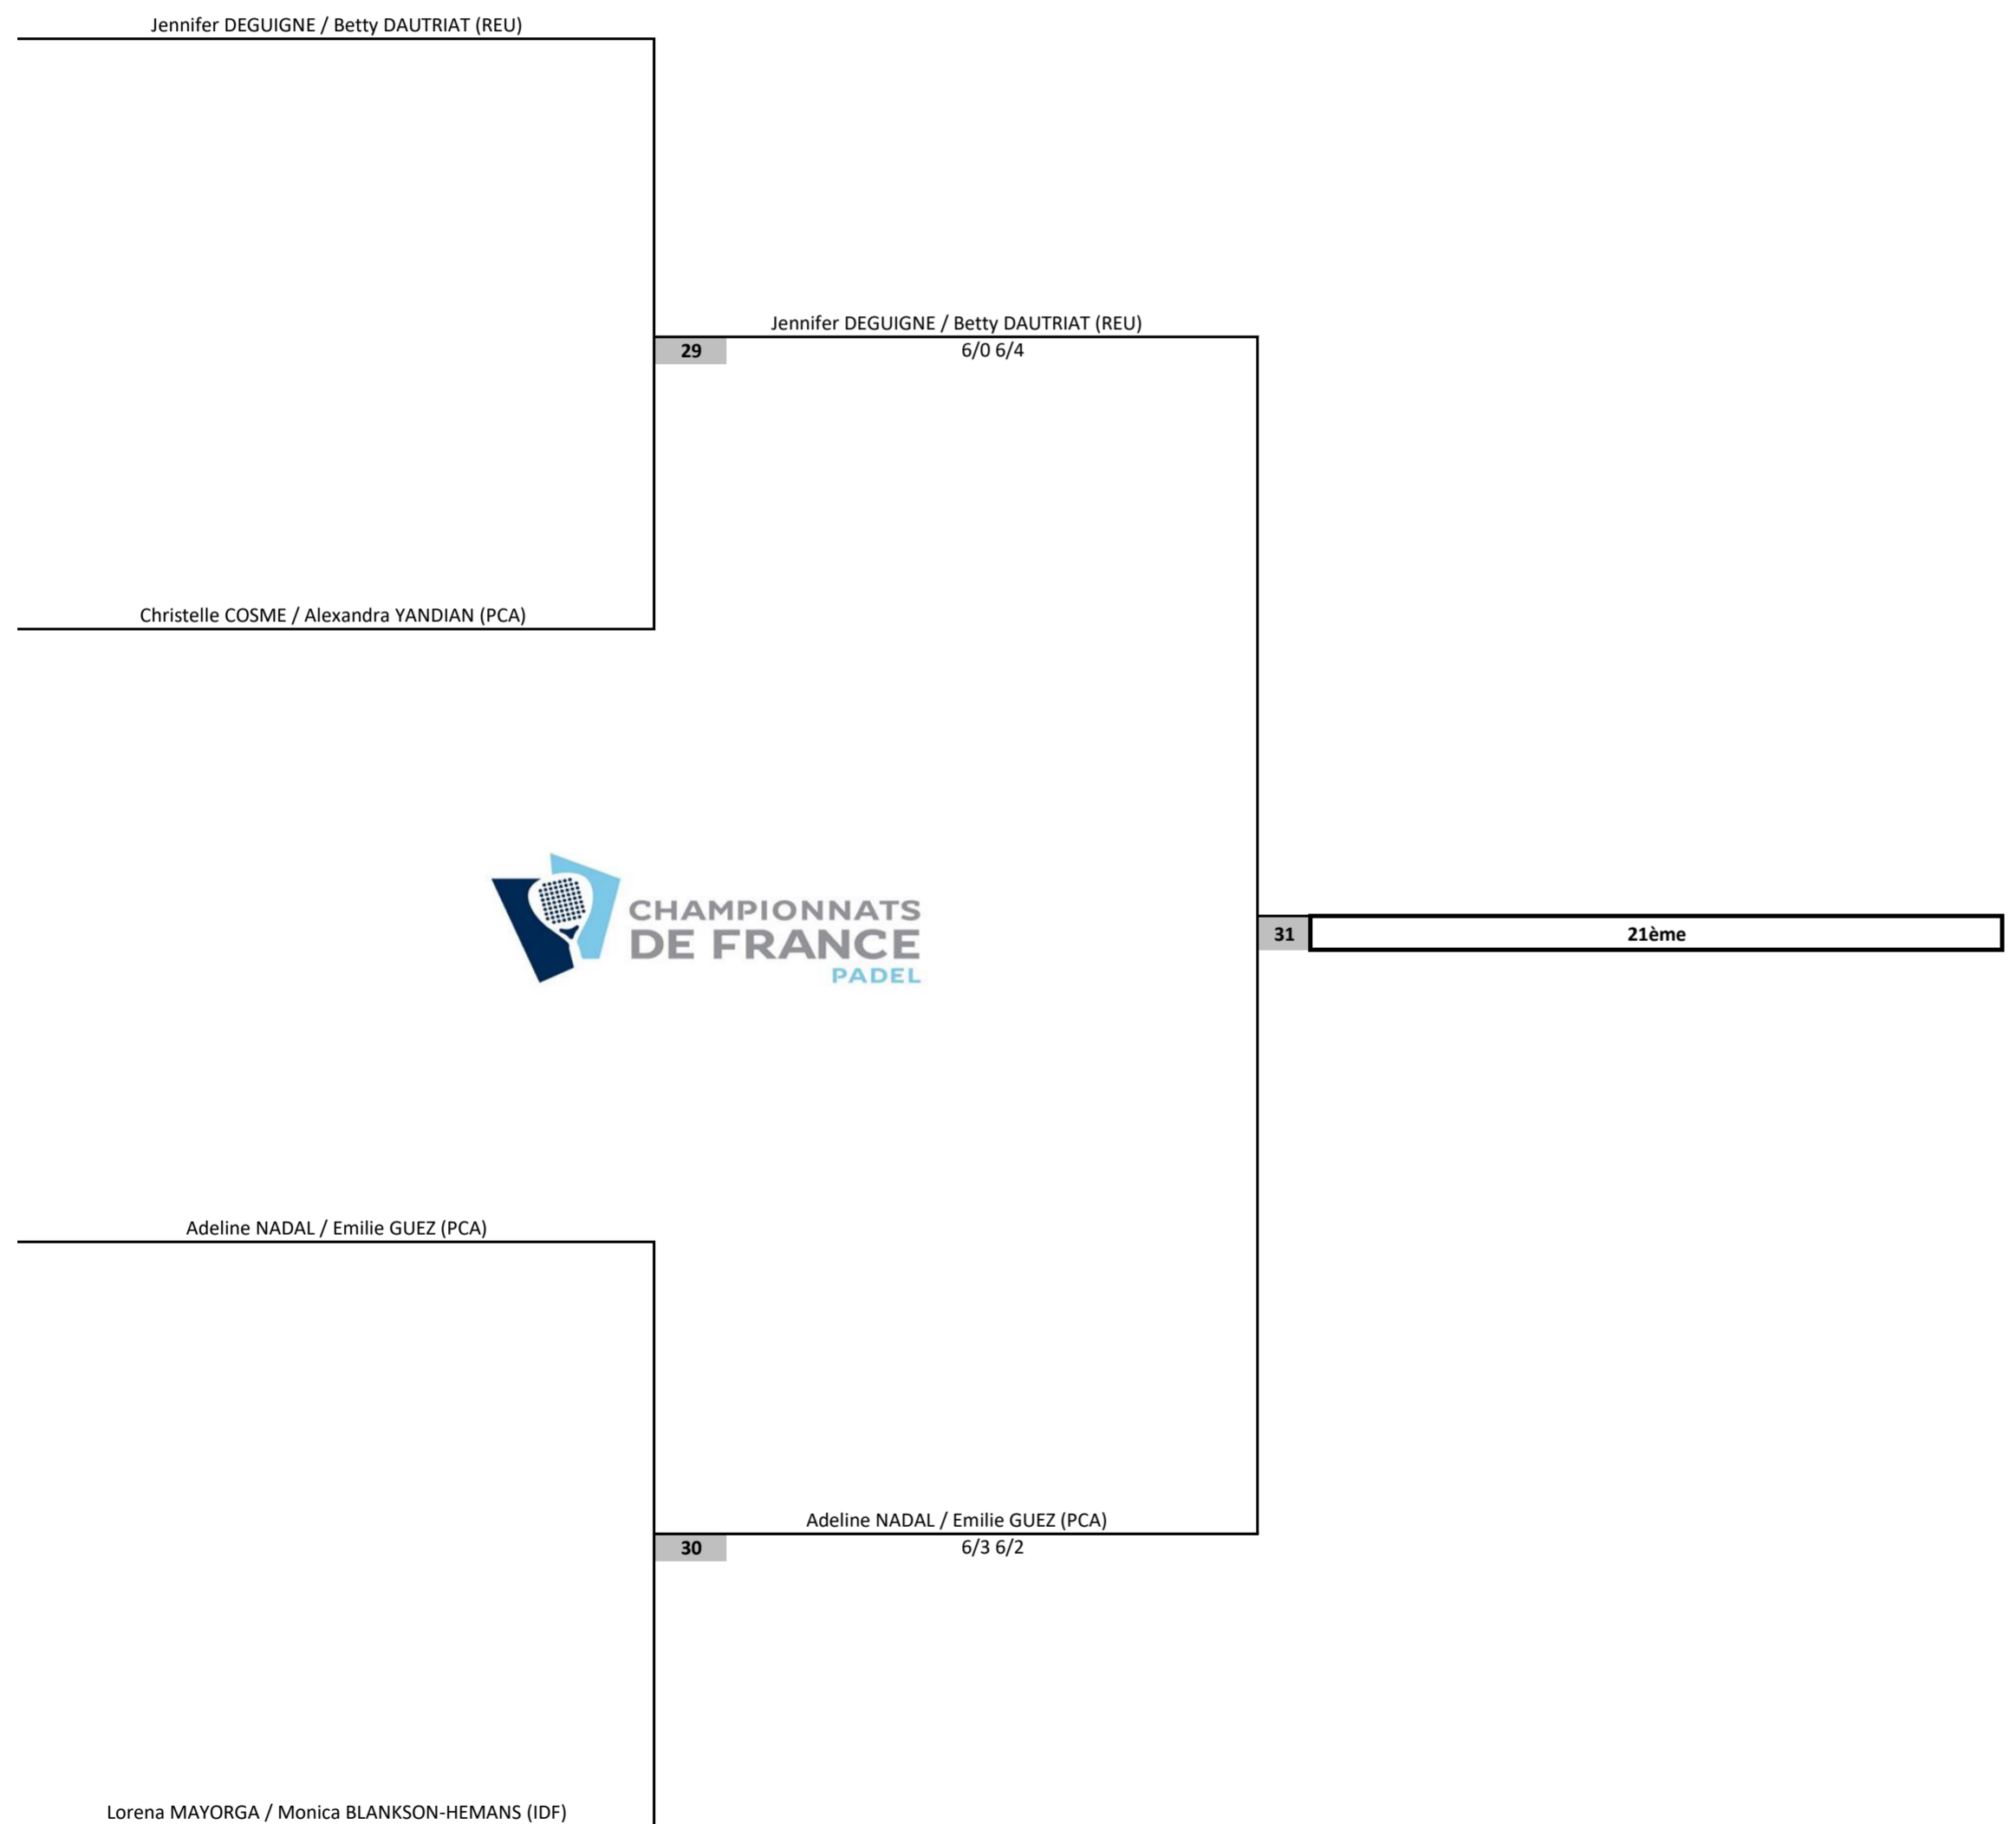 Jennifer DEGUIGNE / Betty DAUTRIAT (REU)
Jennifer DEGUIGNE / Betty DAUTRIAT (REU)
29 6/0 6/4
Christelle COSME / Alexandra YANDIAN (PCA)
CHAMPIONNATS
DE FRANCE
PADEL
31 21ème
Adeline NADAL / Emilie GUEZ (PCA)
Adeline NADAL / Emilie GUEZ (PCA)
30 6/3 6/2
Lorena MAYORGA / Monica BLANKSON-HEMANS (IDF)